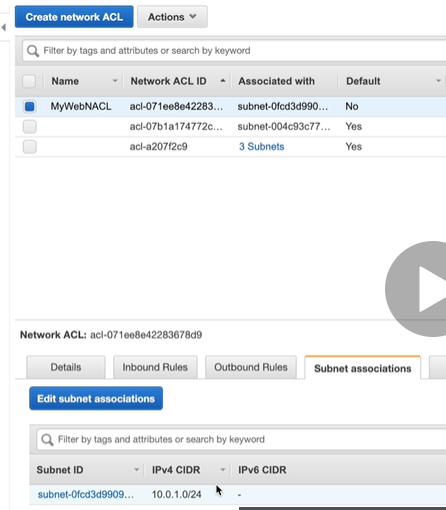 Create network ACL Actions
Filter by tags and attributes or search by keyword
Name Network ACL ID Associated with Default
MyWebNACL acl-071ee8e42283... subnet-0fcd3d990... No
acl-07b1a174772c... subnet-004c93c77... Yes
acl-a207f2c9 3 Subnets Yes
Network ACL: acl-071ee8e42283678d9
Details Inbound Rules Outbound Rules Subnet associations
Edit subnet associations
Filter by tags and attributes or search by keyword
Subnet ID IPv4 CIDR IPv6 CIDR
subnet-0fcd3d9909... 10.0.1.0/24 -